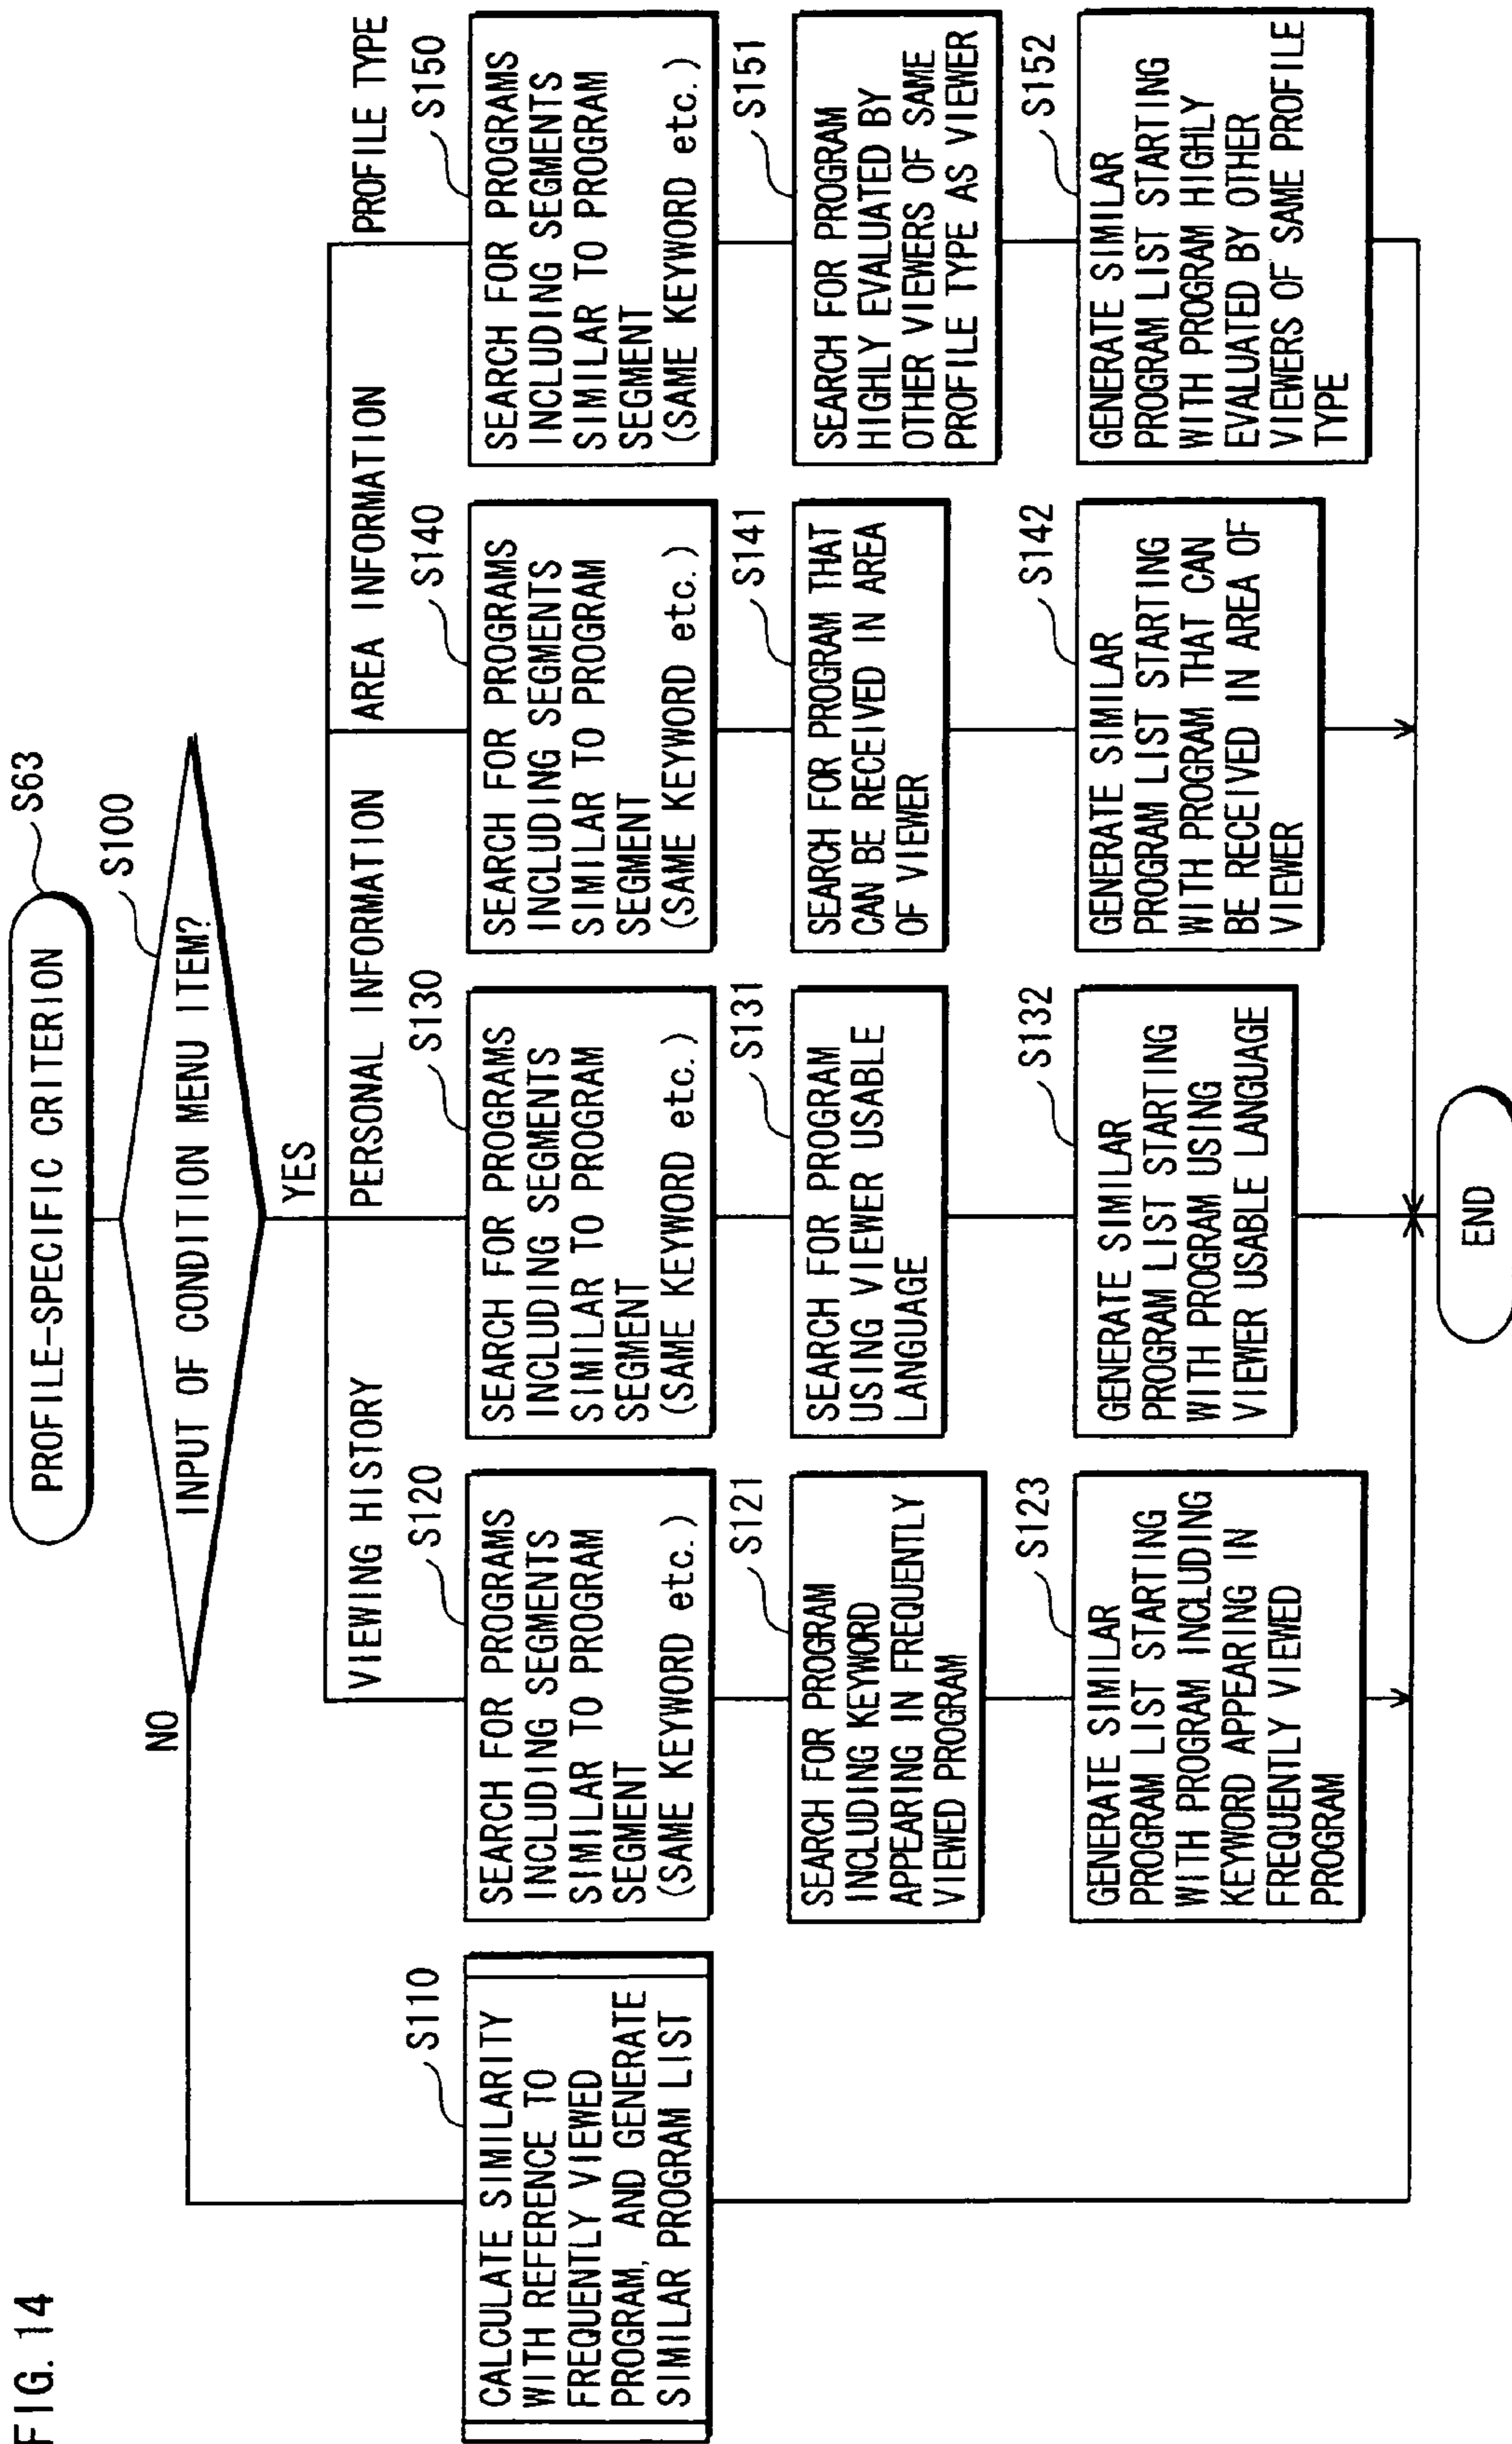 FIG. 14
PROFILE-SPECIFIC CRITERION
S63
INPUT OF CONDITION MENU ITEM?
S100
NO
YES
VIEWING HISTORY
PERSONAL INFORMATION
AREA INFORMATION
PROFILE TYPE
S110
CALCULATE SIMILARITY
WITH REFERENCE TO
FREQUENTLY VIEWED
PROGRAM, AND GENERATE
SIMILAR PROGRAM LIST
S120
SEARCH FOR PROGRAMS
INCLUDING SEGMENTS
SIMILAR TO PROGRAM
SEGMENT
(SAME KEYWORD etc.)
S121
SEARCH FOR PROGRAM
INCLUDING KEYWORD
APPEARING IN FREQUENTLY
VIEWED PROGRAM
S123
GENERATE SIMILAR
PROGRAM LIST STARTING
WITH PROGRAM INCLUDING
KEYWORD APPEARING IN
FREQUENTLY VIEWED
PROGRAM
S130
SEARCH FOR PROGRAMS
INCLUDING SEGMENTS
SIMILAR TO PROGRAM
SEGMENT
(SAME KEYWORD etc.)
S131
SEARCH FOR PROGRAM
USING VIEWER USABLE
LANGUAGE
S132
GENERATE SIMILAR
PROGRAM LIST STARTING
WITH PROGRAM USING
VIEWER USABLE LANGUAGE
S140
SEARCH FOR PROGRAMS
INCLUDING SEGMENTS
SIMILAR TO PROGRAM
SEGMENT
(SAME KEYWORD etc.)
S141
SEARCH FOR PROGRAM THAT
CAN BE RECEIVED IN AREA
OF VIEWER
S142
GENERATE SIMILAR
PROGRAM LIST STARTING
WITH PROGRAM THAT CAN
BE RECEIVED IN AREA OF
VIEWER
S150
SEARCH FOR PROGRAMS
INCLUDING SEGMENTS
SIMILAR TO PROGRAM
SEGMENT
(SAME KEYWORD etc.)
S151
SEARCH FOR PROGRAM
HIGHLY EVALUATED BY
OTHER VIEWERS OF SAME
PROFILE TYPE AS VIEWER
S152
GENERATE SIMILAR
PROGRAM LIST STARTING
WITH PROGRAM HIGHLY
EVALUATED BY OTHER
VIEWERS OF SAME PROFILE
TYPE
END